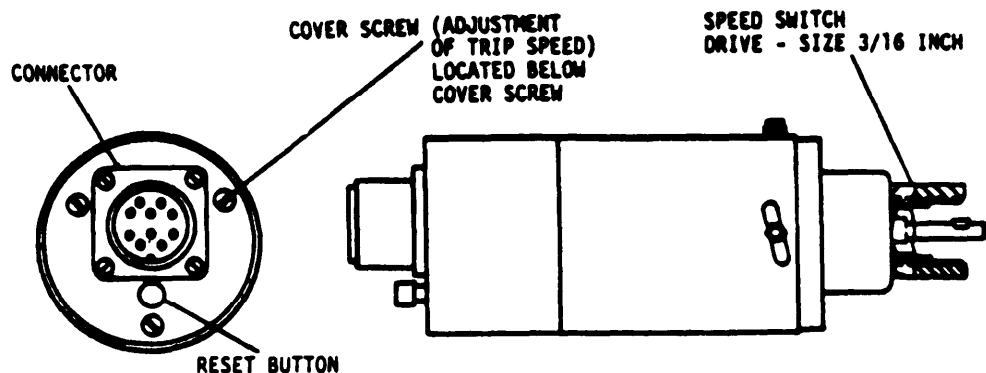 COVER SCREW (ADJUSTMENT
OF TRIP SPEED)
LOCATED BELOW
COVER SCREW
SPEED SWITCH
DRIVE - SIZE 3/16 INCH
CONNECTOR
RESET BUTTON